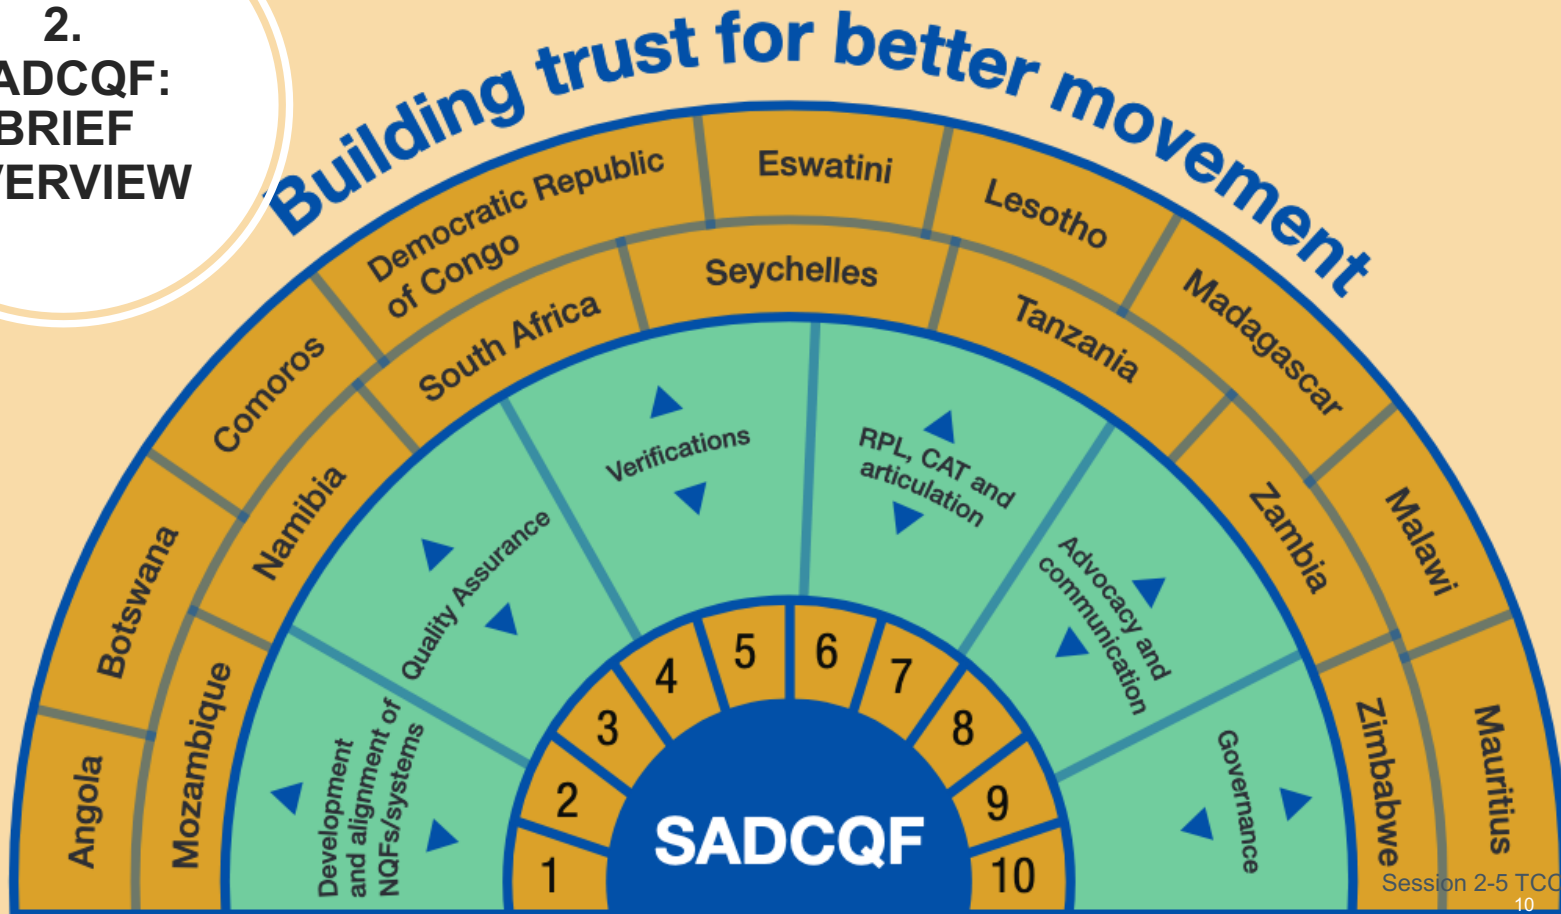 2.
ADCQF:
BRIEF
VERVIEW
Building trust for better movement
Angola
Botswana
Comoros
Democratic Republic
of Congo
Eswatini
Lesotho
Madagascar
Malawi
Mauritius
Mozambique
Namibia
South Africa
Seychelles
Tanzania
Zambia
Zimbabwe
Development
and alignment of
NQFs/systems
Quality Assurance
Verifications
RPL, CAT and
articulation
Advocacy and
communication
Governance
1
2
3
4
5
6
7
8
9
10
SADCQF
Session 2-5 TCC
10